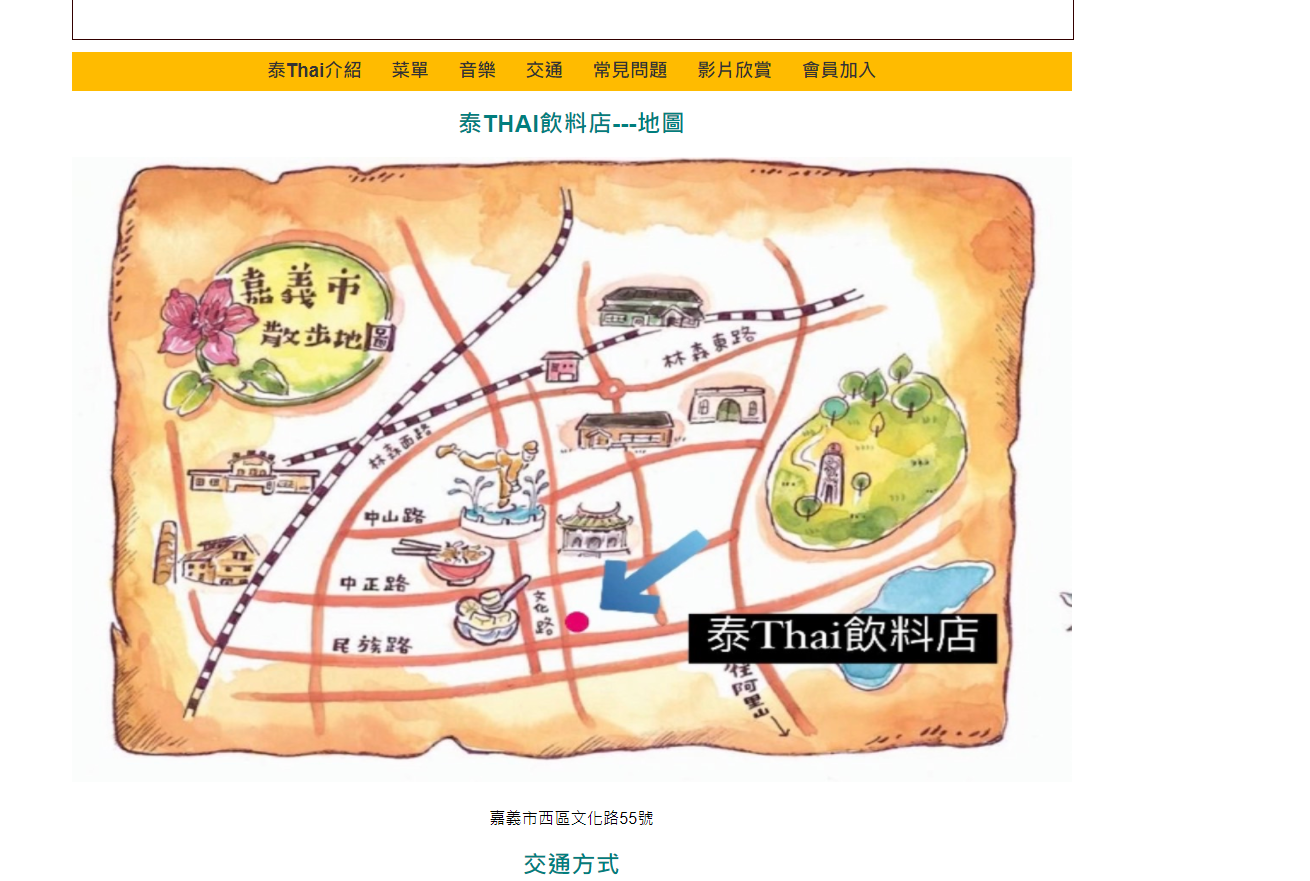 泰Thai介紹 菜單 音樂 交通 常見問題 影片欣賞 會員加入
泰THAI飲料店---地圖
嘉義市
散步地圖
林森東路
林森西路
中山路
中正路
文化路
民族路
泰Thai飲料店
往阿里山
嘉義市西區文化路55號
交通方式